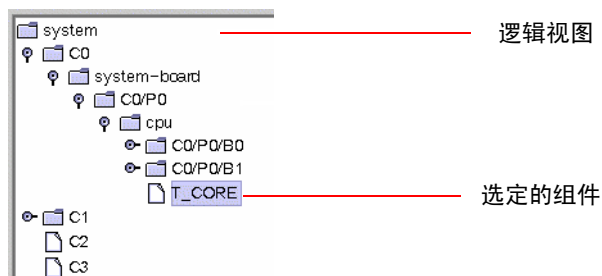 system
逻辑视图
C0
system-board
C0/P0
cpu
C0/P0/B0
C0/P0/B1
T_CORE
选定的组件
C1
C2
C3